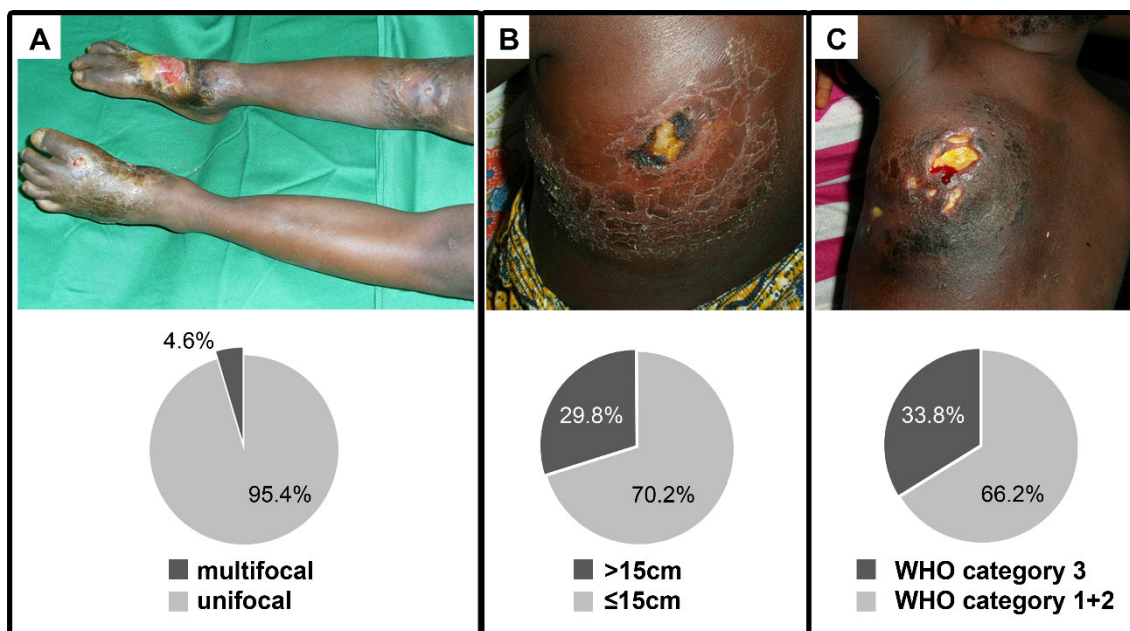 A
B
C
4.6%
95.4%
multifocal
unifocal
29.8%
70.2%
>15cm
≤15cm
33.8%
66.2%
WHO category 3
WHO category 1+2